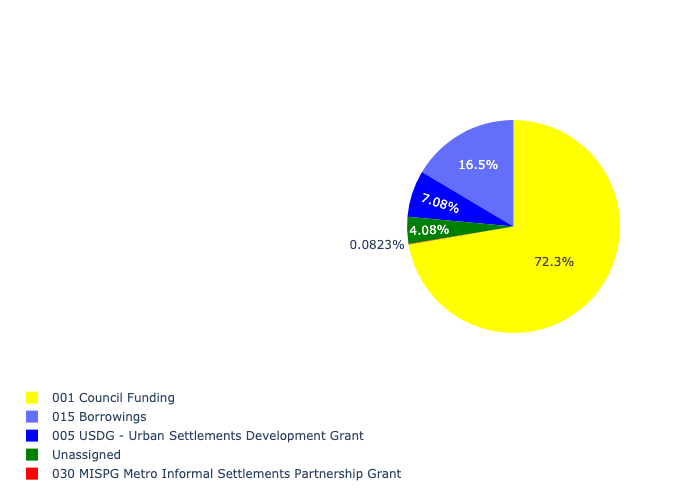 16.5%
7.08%
4.08%
0.0823%
72.3%
001 Council Funding
015 Borrowings
005 USDG - Urban Settlements Development Grant
Unassigned
030 MISPG Metro Informal Settlements Partnership Grant